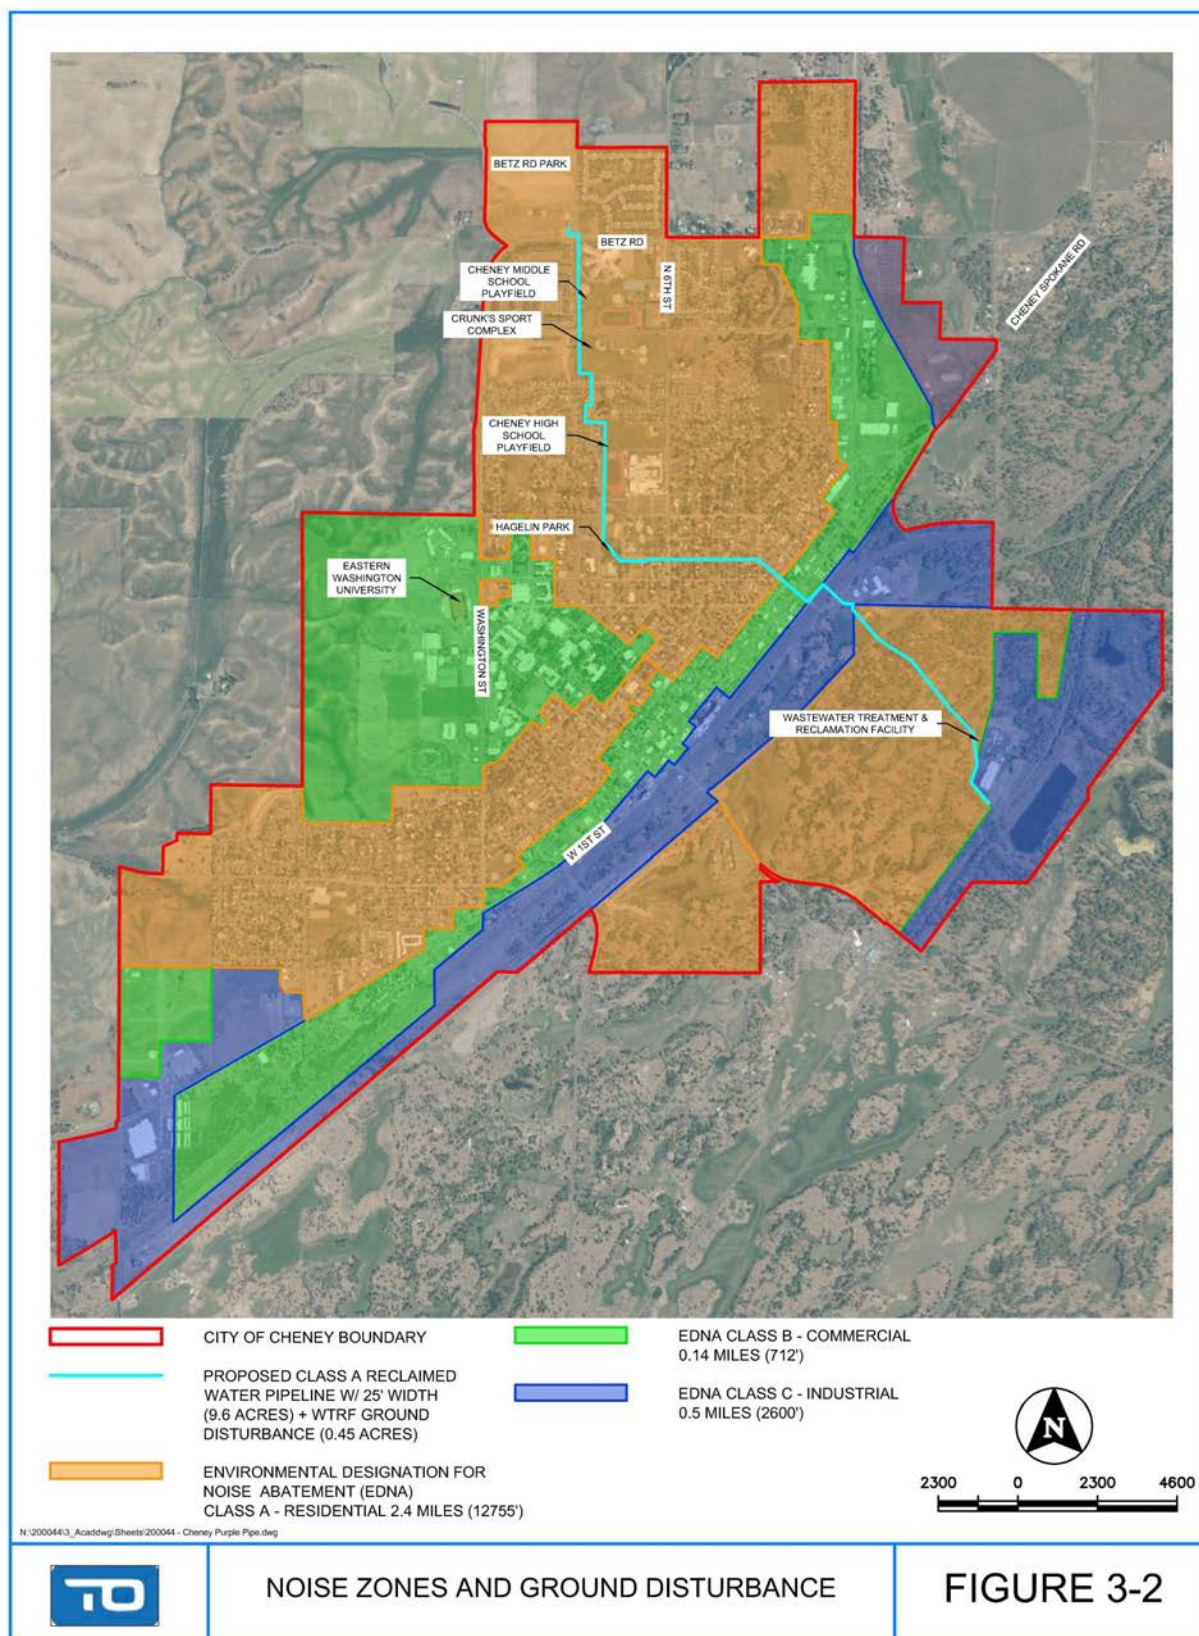 BETZ RD PARK
BETZ RD
N 6TH ST
CHENEY SPOKANE RD
CHENEY MIDDLE
SCHOOL
PLAYFIELD
CRUNK'S SPORT
COMPLEX
CHENEY HIGH
SCHOOL
PLAYFIELD
HAGELIN PARK
EASTERN
WASHINGTON
UNIVERSITY
WASHINGTON ST
WASTEWATER TREATMENT &
RECLAMATION FACILITY
W 1ST ST
CITY OF CHENEY BOUNDARY
PROPOSED CLASS A RECLAIMED
WATER PIPELINE W/ 25' WIDTH
(9.6 ACRES) + WTRF GROUND
DISTURBANCE (0.45 ACRES)
ENVIRONMENTAL DESIGNATION FOR
NOISE ABATEMENT (EDNA)
CLASS A - RESIDENTIAL 2.4 MILES (12755')
EDNA CLASS B - COMMERCIAL
0.14 MILES (712')
EDNA CLASS C - INDUSTRIAL
0.5 MILES (2600')
N
2300 0 2300 4600
N:\200044\3_Acaddwg\Sheets\200044 - Cheney Purple Pipe.dwg
TO
NOISE ZONES AND GROUND DISTURBANCE
FIGURE 3-2